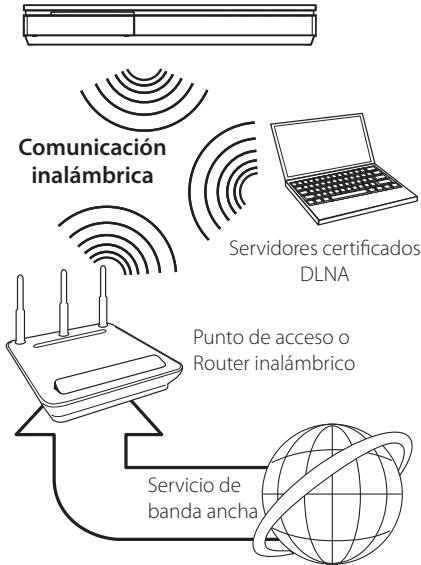 Comunicación
inalámbrica
Servidores certificados
DLNA
Punto de acceso o
Router inalámbrico
Servicio de
banda ancha